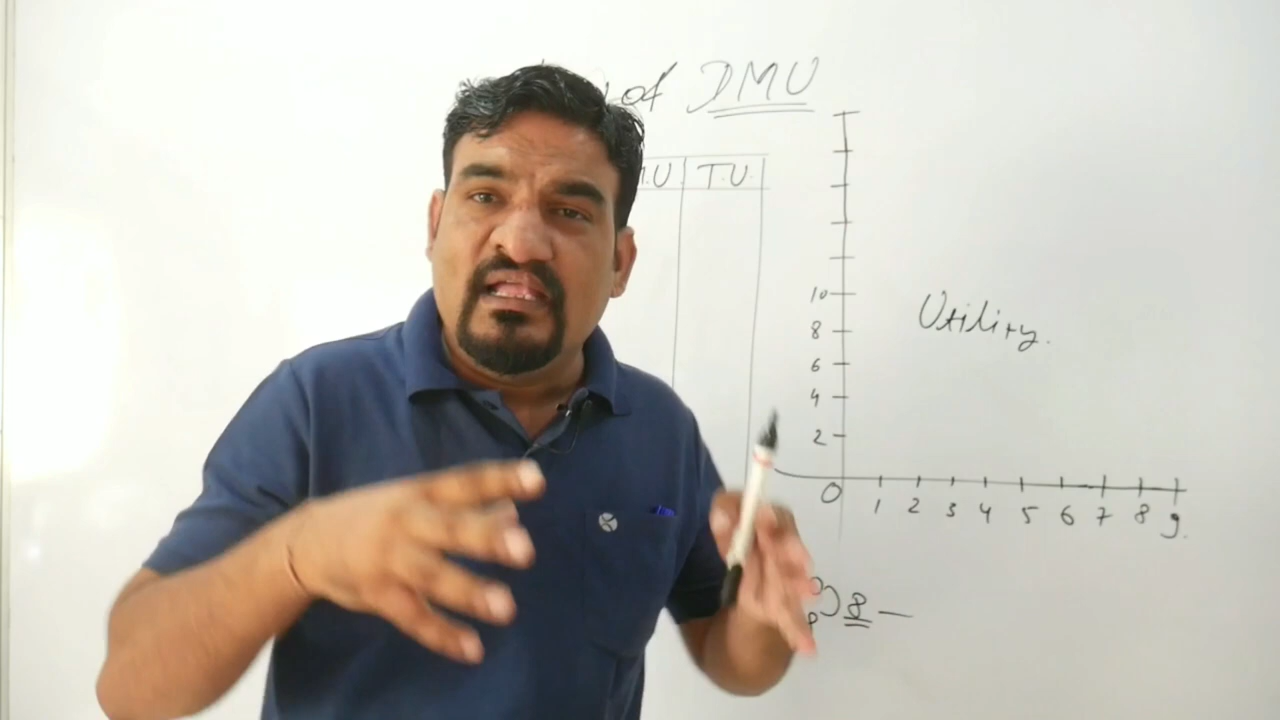 of DMU
.U T.U.
10
8
6
4
2
Utility.
0 1 2 3 4 5 6 7 8 9.
8 —